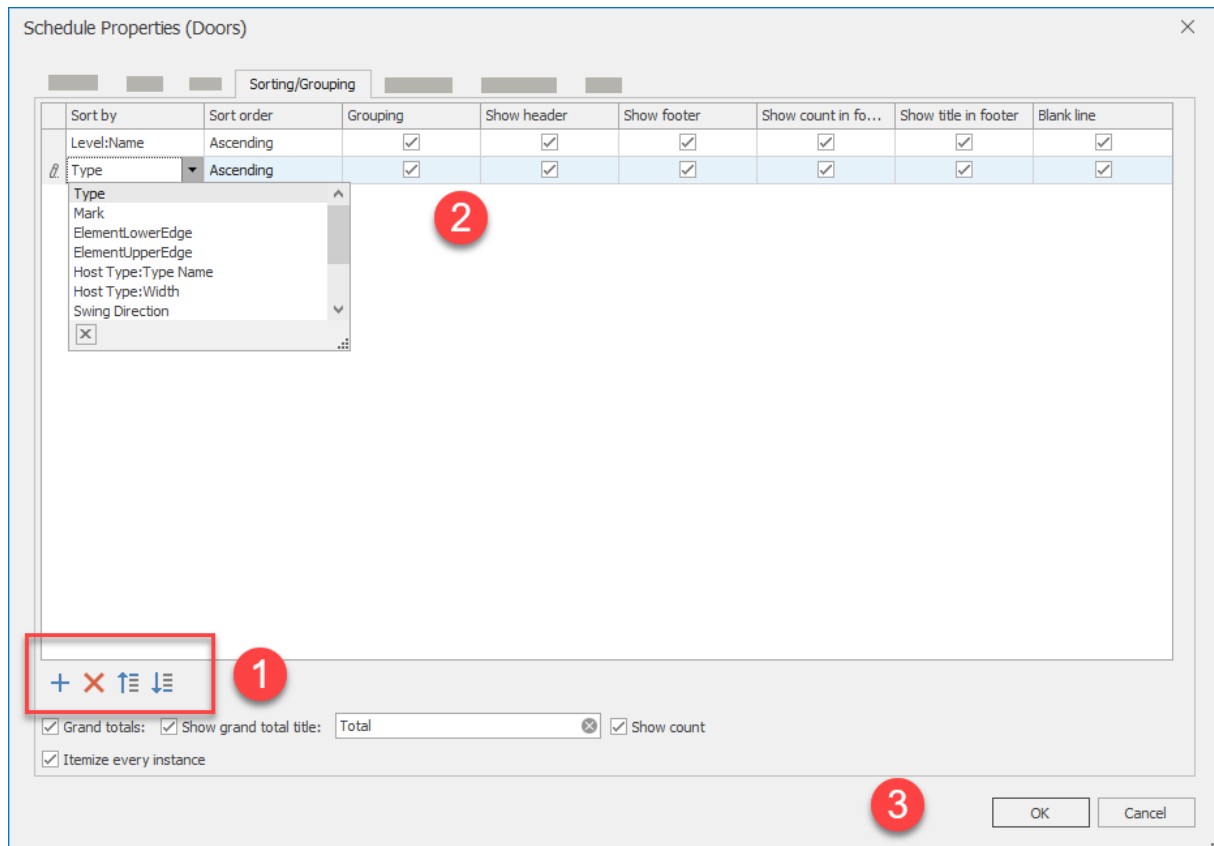 Schedule Properties (Doors)
Sorting/Grouping
Sort by Sort order Grouping Show header Show footer Show count in fo... Show title in footer Blank line
Level:Name Ascending
Type Ascending
Type
Mark
ElementLowerEdge
ElementUpperEdge
Host Type:Type Name
Host Type:Width
Swing Direction
2
1
Grand totals: Show grand total title: Total Show count
Itemize every instance
3
OK Cancel